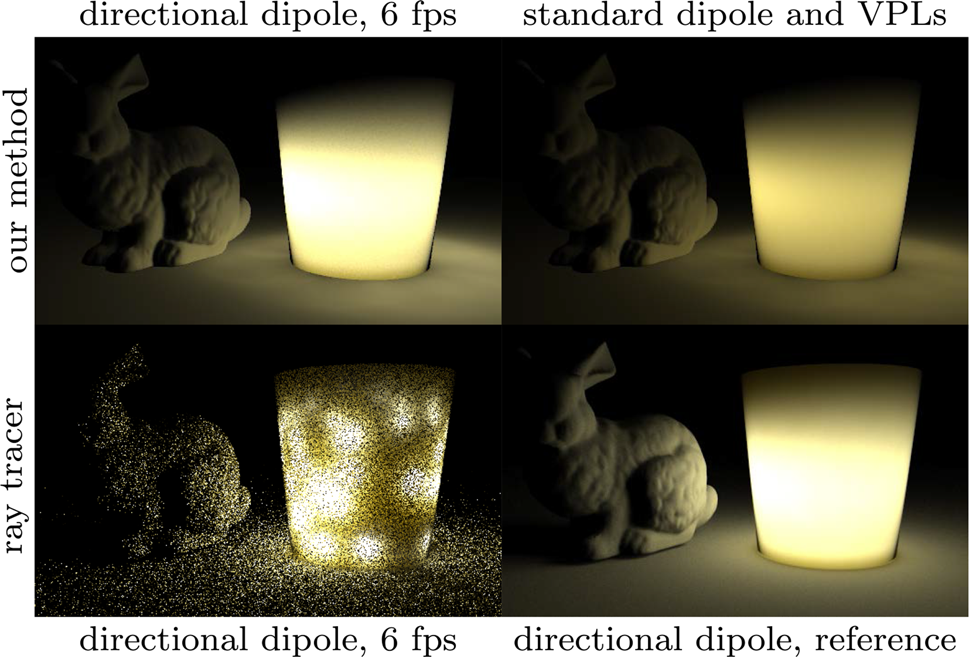 directional dipole, 6 fps
standard dipole and VPLs
our method
ray tracer
directional dipole, 6 fps
directional dipole, reference